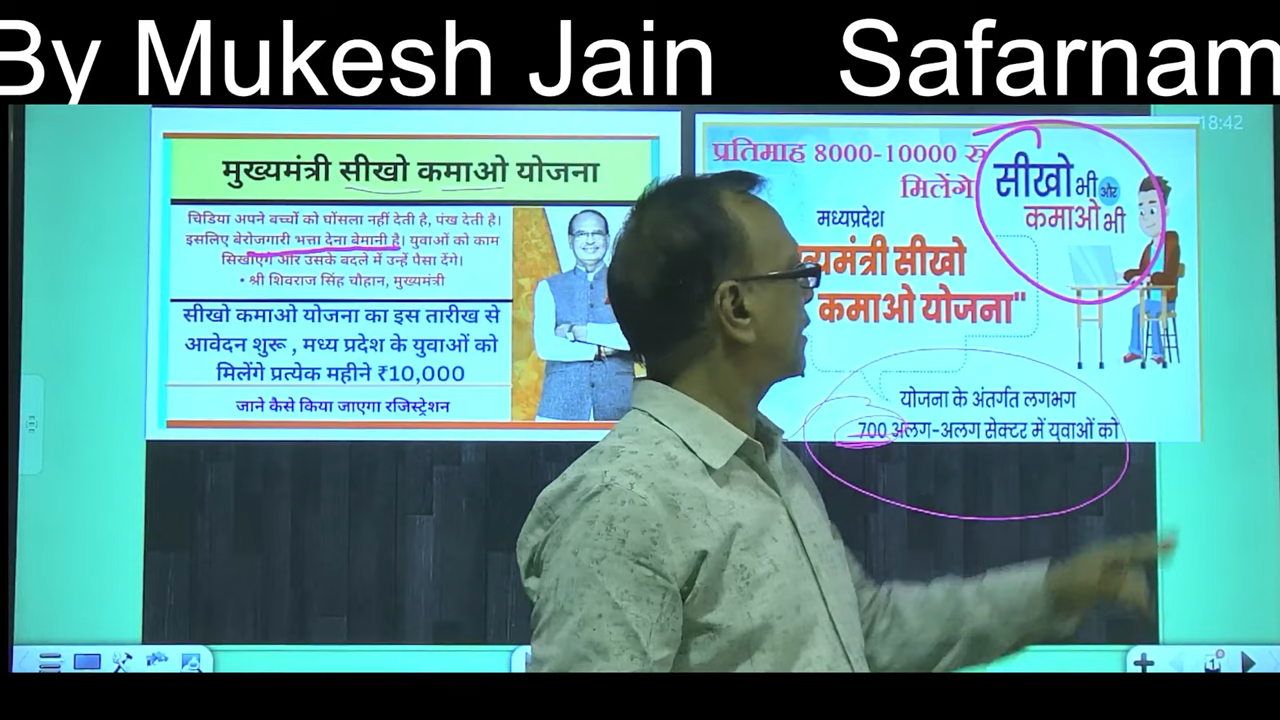 By Mukesh Jain Safarnam
18:42
मुख्यमंत्री सीखो कमाओ योजना
चिडिया अपने बच्चों को घोंसला नहीं देती है, पंख देती है।
इसलिए बेरोजगारी भत्ता देना बेमानी है। युवाओं को काम
सिखाएंगे और उसके बदले में उन्हें पैसा देंगे।
• श्री शिवराज सिंह चौहान, मुख्यमंत्री
सीखो कमाओ योजना का इस तारीख से
आवेदन शुरू , मध्य प्रदेश के युवाओं को
मिलेंगे प्रत्येक महीने ₹10,000
जाने कैसे किया जाएगा रजिस्ट्रेशन
प्रतिमाह 8000-10000 रु
मिलेंगे
सीखो भी और
कमाओ भी
मध्यप्रदेश
सीखो
कमाओ योजना"
योजना के अंतर्गत लगभग
700 अलग-अलग सेक्टर में युवाओं को
1